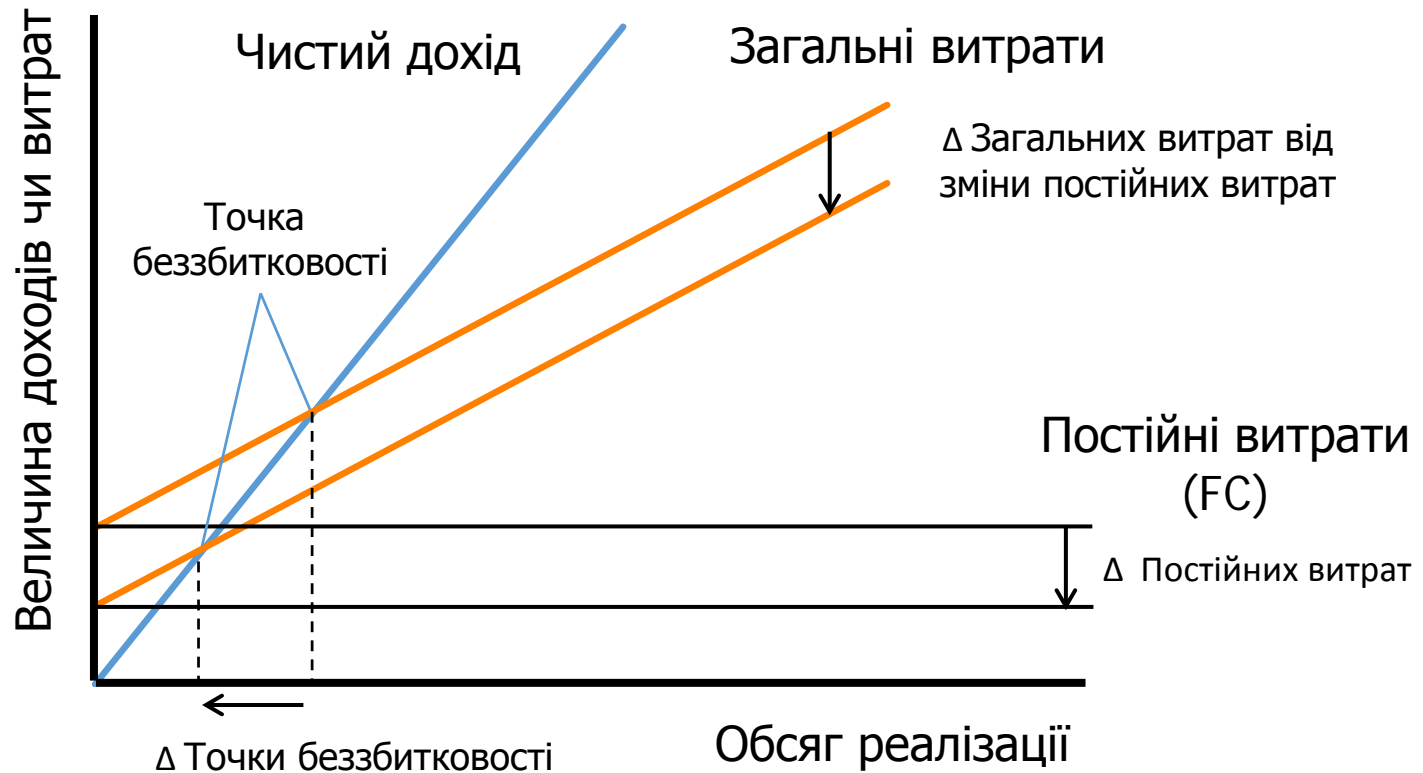 Величина доходів чи витрат
Чистий дохід
Загальні витрати
Δ Загальних витрат від
зміни постійних витрат
Точка
беззбитковості
Постійні витрати
(FC)
Δ Постійних витрат
Δ Точки беззбитковості
Обсяг реалізації